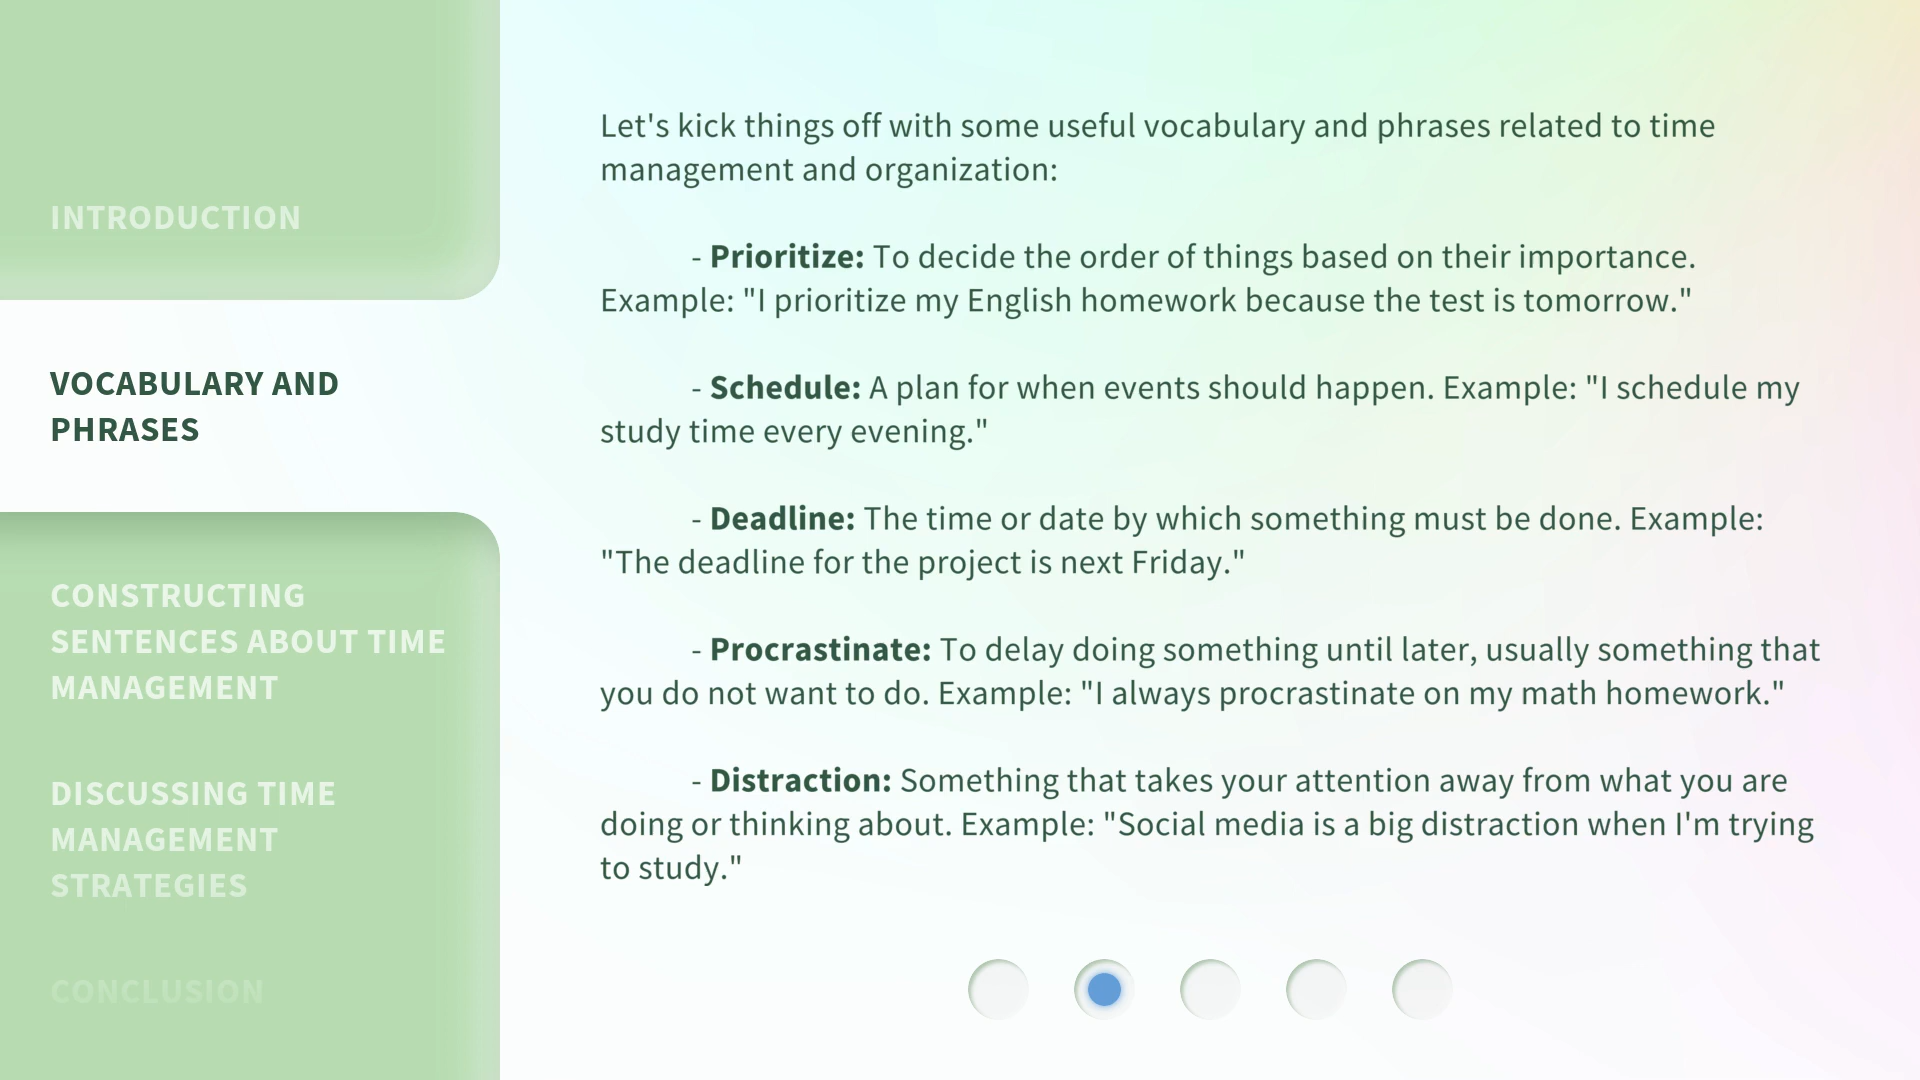 INTRODUCTION
VOCABULARY AND
PHRASES
CONSTRUCTING
SENTENCES ABOUT TIME
MANAGEMENT
DISCUSSING TIME
MANAGEMENT
STRATEGIES
CONCLUSION
Let's kick things off with some useful vocabulary and phrases related to time
management and organization:
- Prioritize: To decide the order of things based on their importance.
Example: "I prioritize my English homework because the test is tomorrow."
- Schedule: A plan for when events should happen. Example: "I schedule my
study time every evening."
- Deadline: The time or date by which something must be done. Example:
"The deadline for the project is next Friday."
- Procrastinate: To delay doing something until later, usually something that
you do not want to do. Example: "I always procrastinate on my math homework."
- Distraction: Something that takes your attention away from what you are
doing or thinking about. Example: "Social media is a big distraction when I'm trying
to study."